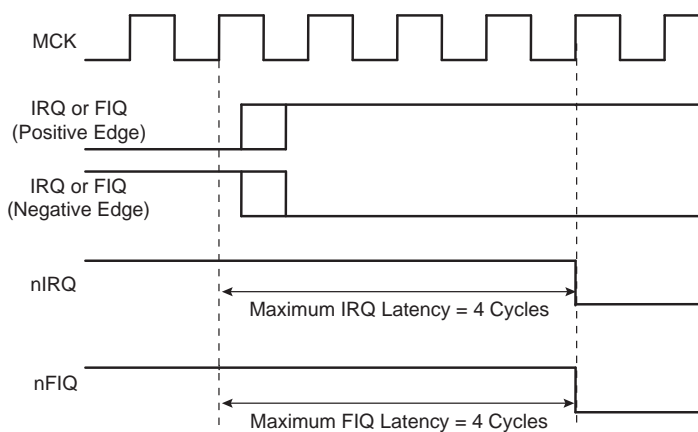 MCK
IRQ or FIQ
(Positive Edge)
IRQ or FIQ
(Negative Edge)
nIRQ
Maximum IRQ Latency = 4 Cycles
nFIQ
Maximum FIQ Latency = 4 Cycles